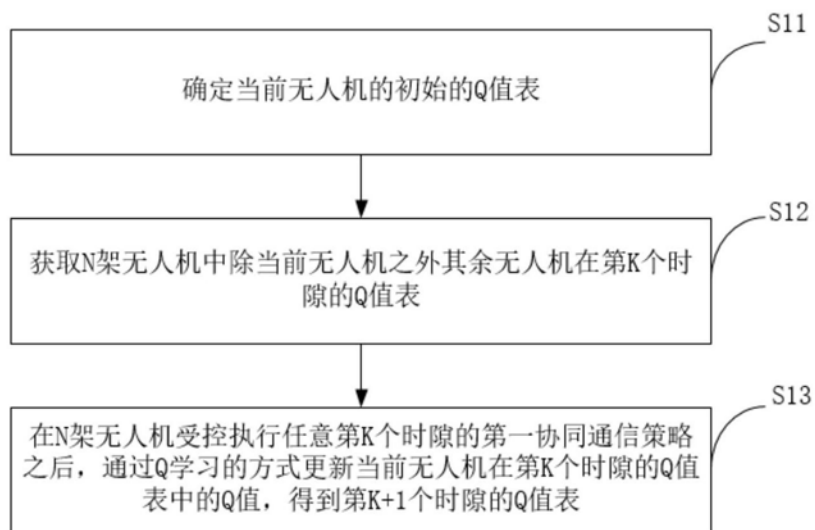 S11
确定当前无人机的初始的Q值表
S12
获取N架无人机中除当前无人机之外其余无人机在第K个时
隙的Q值表
S13
在N架无人机受控执行任意第K个时隙的第一协同通信策略
之后，通过Q学习的方式更新当前无人机在第K个时隙的Q值
表中的Q值，得到第K+1个时隙的Q值表